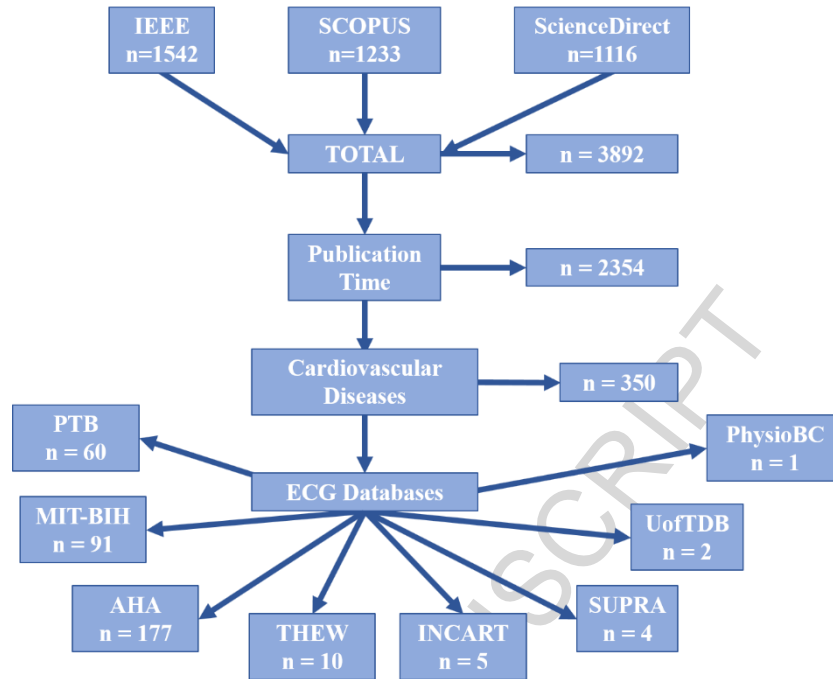 IEEE
n=1542
SCOPUS
n=1233
ScienceDirect
n=1116
TOTAL
n = 3892
Publication
Time
n = 2354
Cardiovascular
Diseases
n = 350
PTB
n = 60
PhysioBC
n = 1
ECG Databases
MIT-BIH
n = 91
UofTDB
n = 2
AHA
n = 177
THEW
n = 10
INCART
n = 5
SUPRA
n = 4
USCRIPT